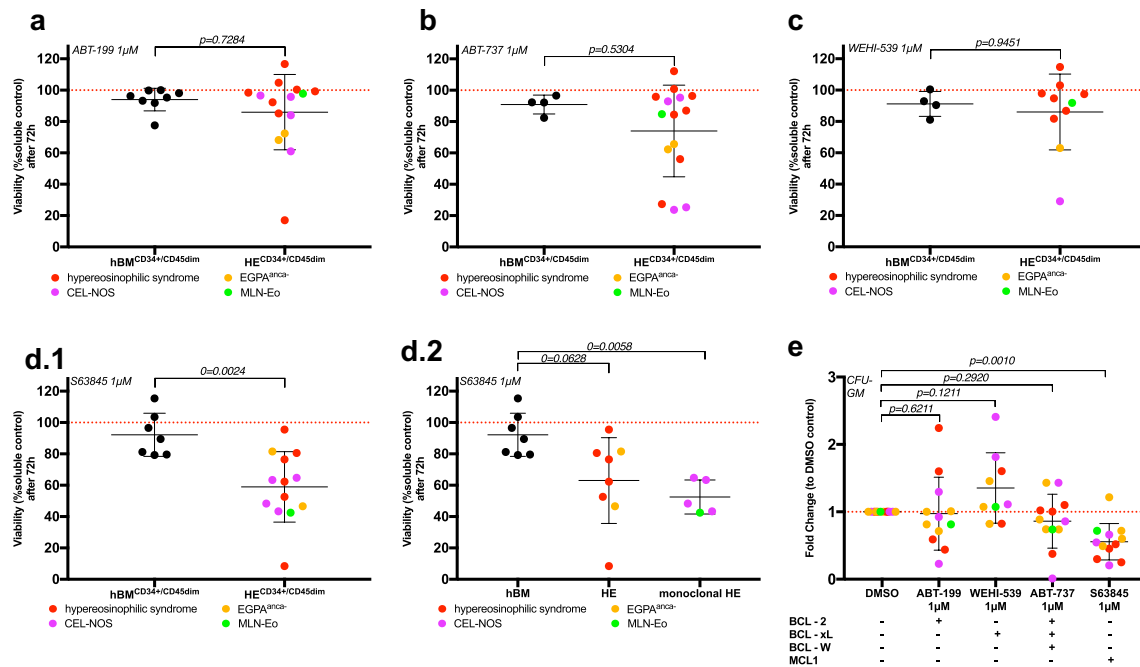 a
ABT-199 1µM
p=0.7284
Viability (%soluble control)
after 72h
120
100
80
60
40
20
0
hBMCD34+/CD45dim
HECD34+/CD45dim
hypereosinophilic syndrome
EGPAanca-
CEL-NOS
MLN-Eo
b
ABT-737 1µM
p=0.5304
Viability (%soluble control)
after 72h
120
100
80
60
40
20
0
hBMCD34+/CD45dim
HECD34+/CD45dim
hypereosinophilic syndrome
EGPAanca-
CEL-NOS
MLN-Eo
c
WEHI-539 1µM
p=0.9451
Viability (%soluble control)
after 72h
120
100
80
60
40
20
0
hBMCD34+/CD45dim
HECD34+/CD45dim
hypereosinophilic syndrome
EGPAanca-
CEL-NOS
MLN-Eo
d.1
S63845 1µM
0=0.0024
Viability (%soluble control)
after 72h
120
100
80
60
40
20
0
hBMCD34+/CD45dim
HECD34+/CD45dim
hypereosinophilic syndrome
EGPAanca-
CEL-NOS
MLN-Eo
d.2
S63845 1µM
0=0.0058
0=0.0628
Viability (%soluble control)
after 72h
120
100
80
60
40
20
0
hBM
HE
monoclonal HE
hypereosinophilic syndrome
EGPAanca-
CEL-NOS
MLN-Eo
e
CFU-
GM
p=0.0010
p=0.2920
p=0.1211
p=0.6211
Fold Change (to DMSO control)
3
2
1
0
DMSO ABT-199 WEHI-539 ABT-737 S63845
1µM 1µM 1µM 1µM
BCL - 2 - + - + -
BCL - xL - - + + -
BCL - W - - - + -
MCL1 - - - - +